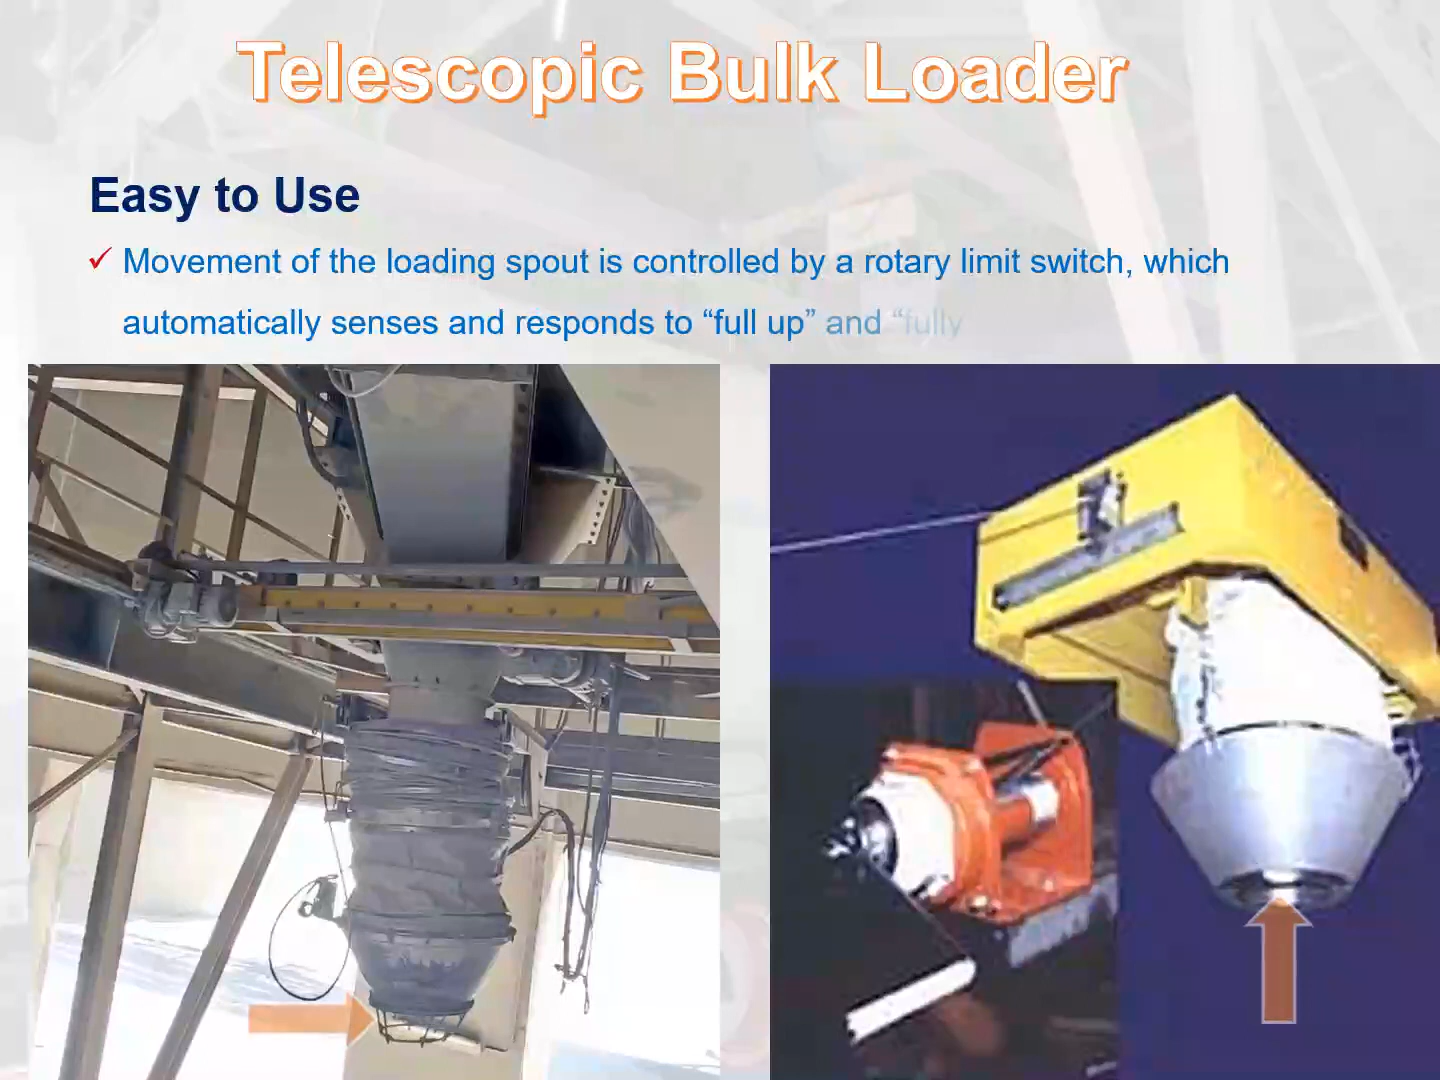 Telescopic Bulk Loader
Easy to Use
Movement of the loading spout is controlled by a rotary limit switch, which
automatically senses and responds to “full up” and “fully